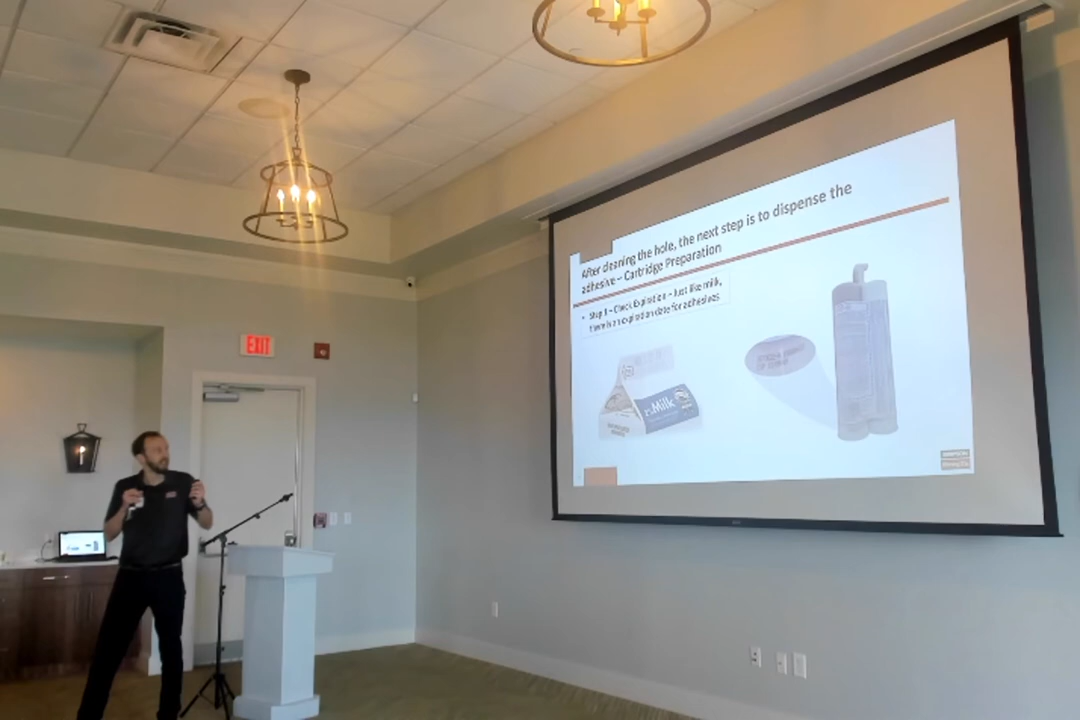 After cleaning the hole, the next step is to dispense the
adhesive – Cartridge Preparation
• Step 1 – Check Expiration – Just like milk,
there is an expiration date for adhesives
Milk
EXIT